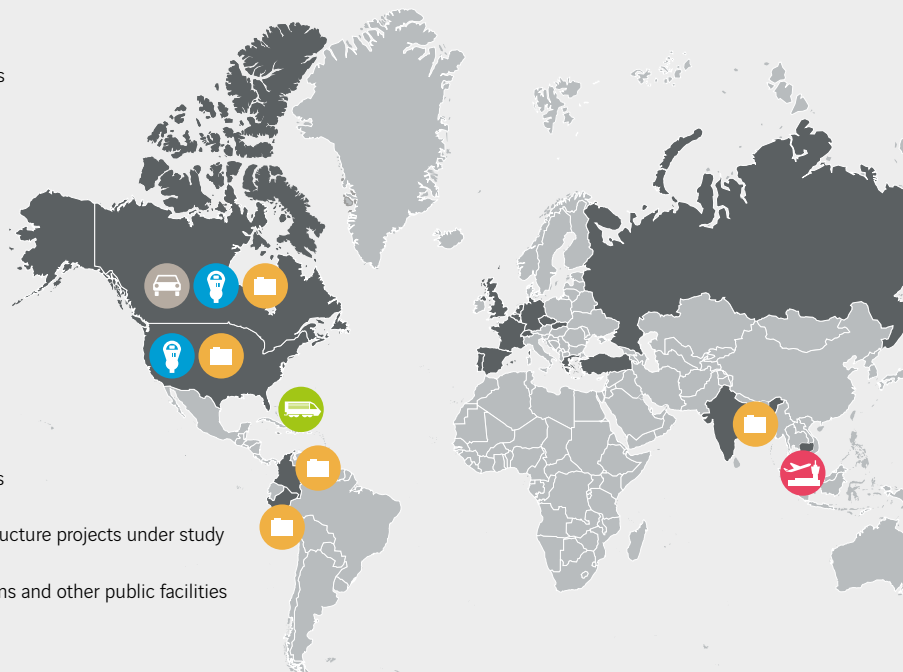 s
s
ucture projects under study
ns and other public facilities